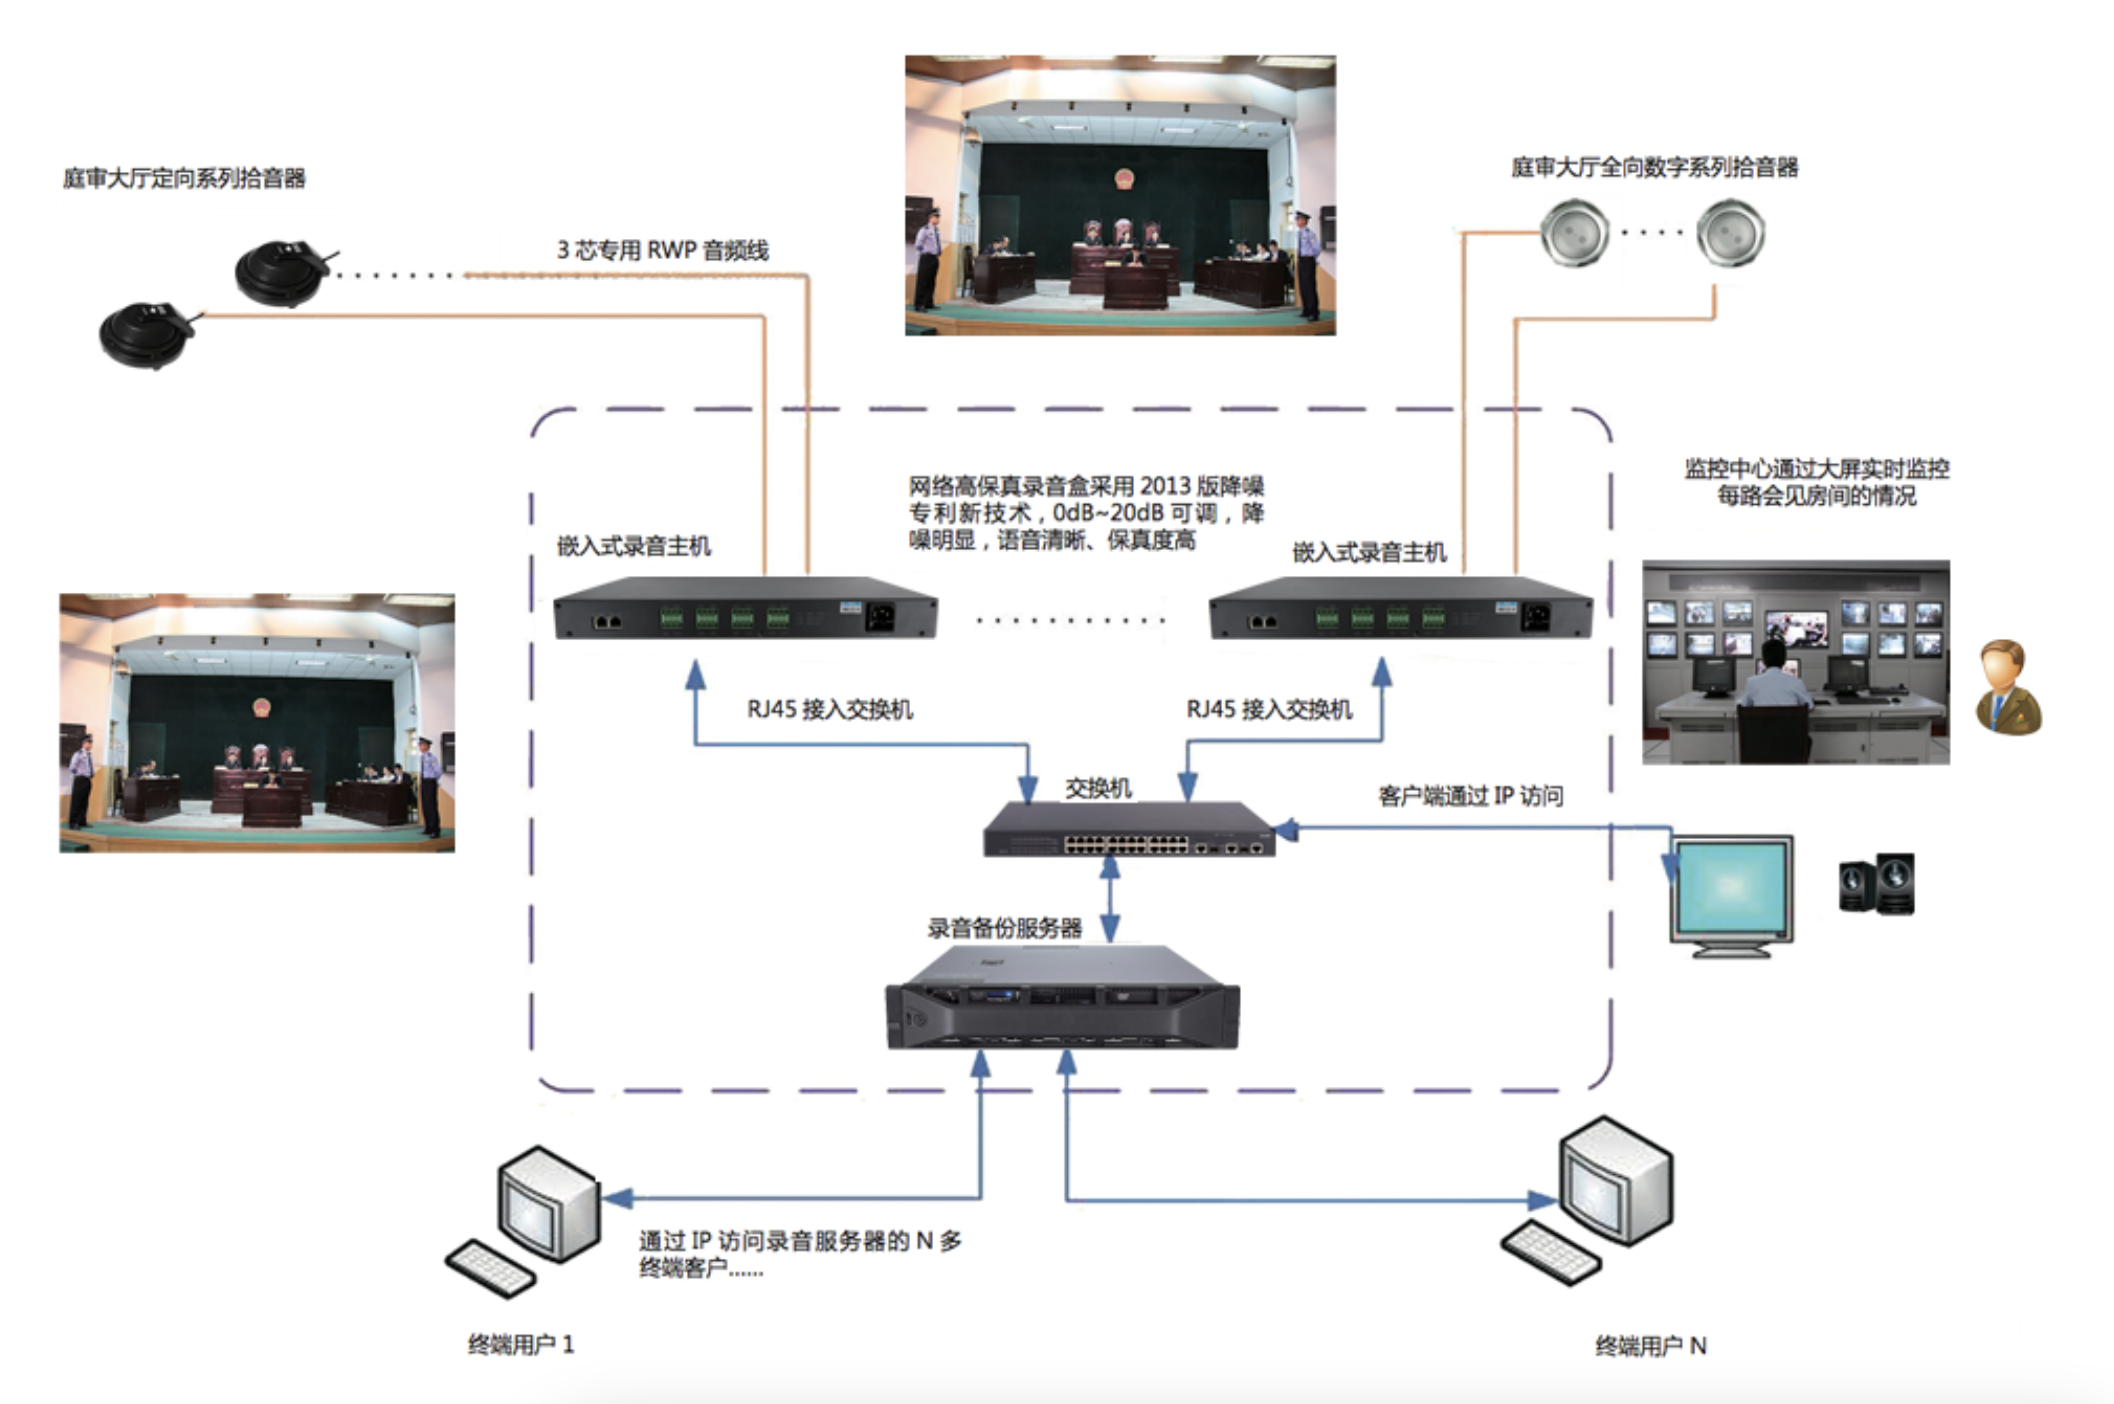 庭审大厅定向系列拾音器
庭审大厅全向数字系列拾音器
3 芯专用 RWP 音频线
监控中心通过大屏实时监控
每路会见房间的情况
网络高保真录音盒采用 2013 版降噪
专利新技术，0dB~20dB 可调，降
噪明显，语音清晰、保真度高
嵌入式录音主机
嵌入式录音主机
RJ45 接入交换机
RJ45 接入交换机
交换机
客户端通过 IP 访问
录音备份服务器
通过 IP 访问录音服务器的 N 多
终端客户......
终端用户 1
终端用户 N